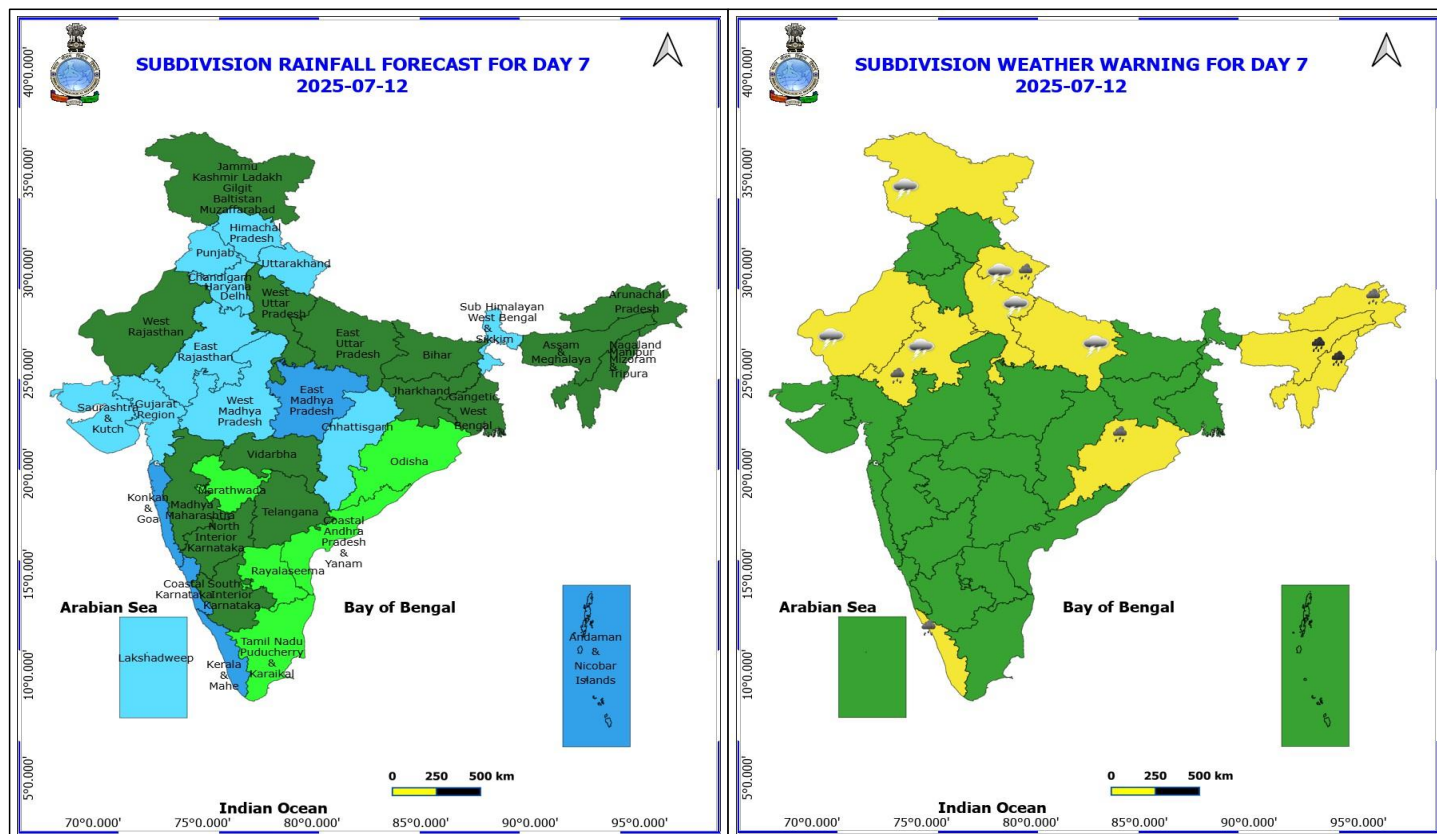 SUBDIVISION RAINFALL FORECAST FOR DAY 7
2025-07-12
40°0.000'
35°0.000'
30°0.000'
25°0.000'
20°0.000'
15°0.000'
10°0.000'
5°0.000'
Jammu
Kashmir Ladakh
Gilgit
Baltistan
Muzaffarabad
Himachal
Pradesh
Punjab
Uttarakhand
Chandigarh
Haryana
Delhi
West
Uttar
Pradesh
West
Rajasthan
East
Rajasthan
East
Uttar
Pradesh
Bihar
Sub Himalayan
West Bengal
&
Sikkim
Arunachal
Pradesh
Assam
&
Meghalaya
Nagaland
Manipur
Mizoram
&
Tripura
Jharkhand
Gangetic
West
Bengal
East
Madhya
Pradesh
West
Madhya
Pradesh
Gujarat
Region
Saurashtra
&
Kutch
Chhattisgarh
Odisha
Vidarbha
Marathwada
Madhya
Maharashtra
Konkan
&
Goa
Telangana
North
Interior
Karnataka
Coastal
Andhra
Pradesh
&
Yanam
Rayalaseema
Coastal
Karnataka
South
Interior
Karnataka
Tamil Nadu
Puducherry
&
Karaikal
Kerala
&
Mahe
Arabian Sea
Bay of Bengal
Lakshadweep
Andaman
&
Nicobar
Islands
0 250 500 km
Indian Ocean
70°0.000' 75°0.000' 80°0.000' 85°0.000' 90°0.000' 95°0.000'
SUBDIVISION WEATHER WARNING FOR DAY 7
2025-07-12
40°0.000'
35°0.000'
30°0.000'
25°0.000'
20°0.000'
15°0.000'
10°0.000'
5°0.000'
Arabian Sea
Bay of Bengal
0 250 500 km
Indian Ocean
70°0.000' 75°0.000' 80°0.000' 85°0.000' 90°0.000' 95°0.000'